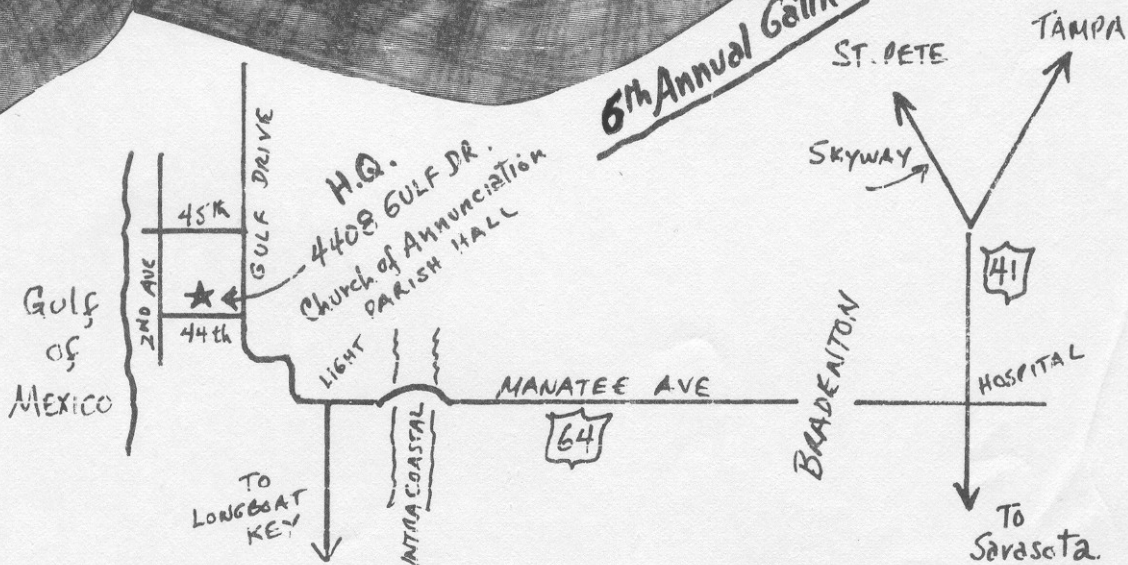 6th Annual
ST. PETE
TAMPA
SKYWAY
41
HOSPITAL
To
Sarasota
BRADENTON
GULF DRIVE
H.Q.
4408 GULF DR.
Church of Annunciation
PARISH HALL
45th
2ND AVE
44th
Gulf
of
MEXICO
LIGHT
MANATEE AVE
64
INTRACOASTAL
TO
LONGBOAT
KEY